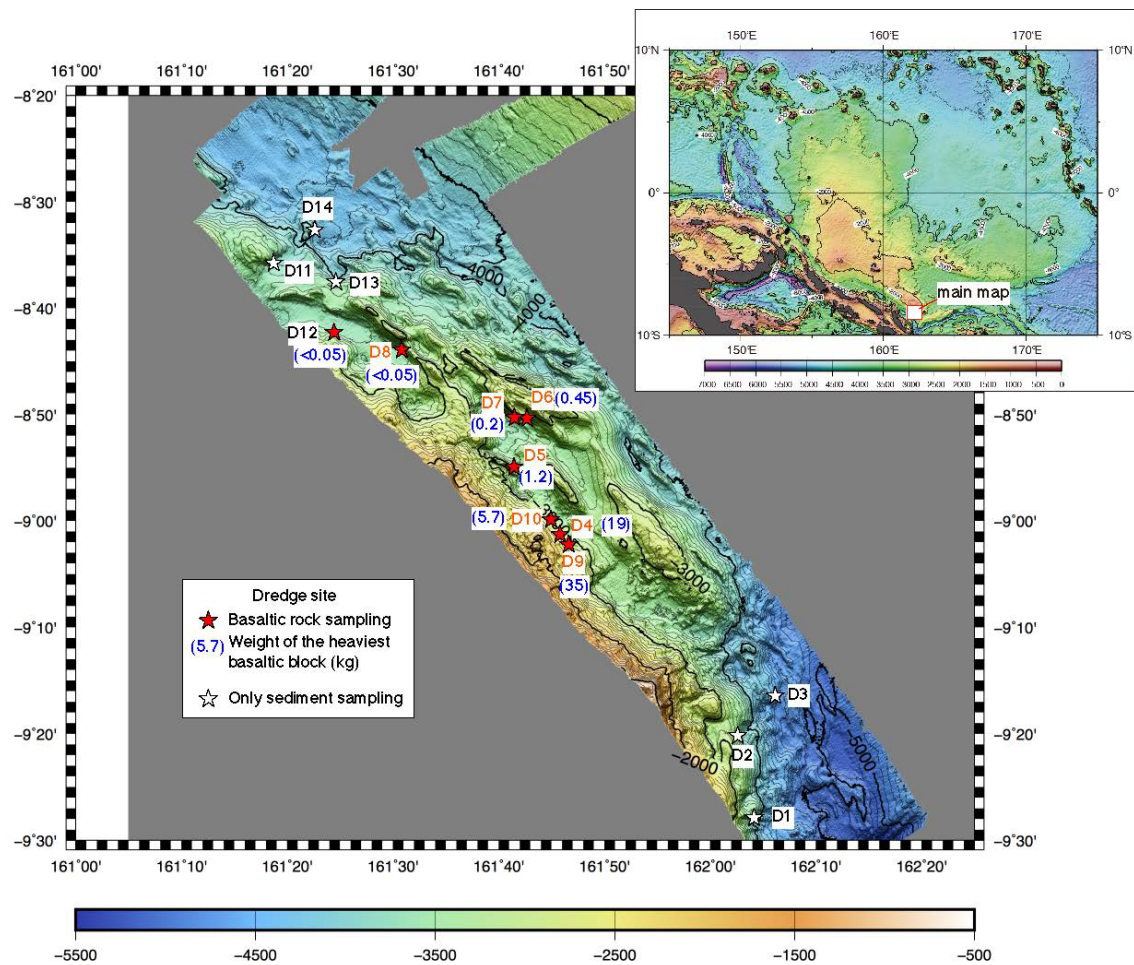 150°E 160°E 170°E
10°N 10°N
0° 0°
10°S 10°S
main map
150°E 160°E 170°E
7000 6500 6000 5500 5000 4500 4000 3500 3000 2500 2000 1500 1000 500 0
161°00' 161°10' 161°20' 161°30' 161°40' 161°50'
-8°20'
-8°30'
-8°40'
-8°50' -8°50'
-9°00' -9°00'
-9°10' -9°10'
-9°20' -9°20'
-9°30' -9°30'
D14
D11
D13
-4000
-4000
D12
(<0.05)
D8
(<0.05)
D7 D6 (0.45)
(0.2)
D5
(1.2)
(5.7) D10 D4 (19)
D9
(35)
-3000
D3
D2
-2000
-5000
D1
Dredge site
Basaltic rock sampling
(5.7) Weight of the heaviest
basaltic block (kg)
Only sediment sampling
161°00' 161°10' 161°20' 161°30' 161°40' 161°50' 162°00' 162°10' 162°20'
-5500 -4500 -3500 -2500 -1500 -500